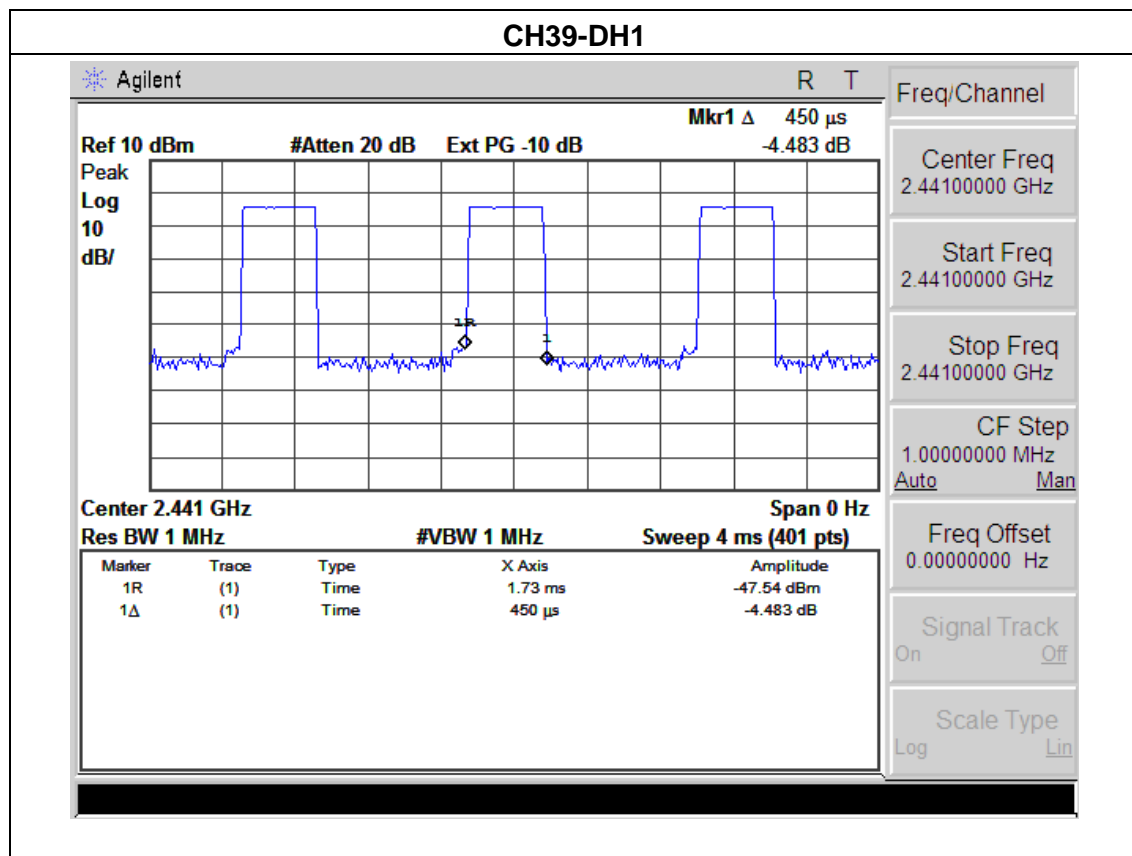 CH39-DH1
Agilent R T
Mkr1 Δ 450 μs
Ref 10 dBm #Atten 20 dB Ext PG -10 dB -4.483 dB
Peak
Log
10
dB/
1R
1
Center 2.441 GHz Span 0 Hz
Res BW 1 MHz #VBW 1 MHz Sweep 4 ms (401 pts)
Marker Trace Type X Axis Amplitude
1R (1) Time 1.73 ms -47.54 dBm
1Δ (1) Time 450 μs -4.483 dB
Freq/Channel
Center Freq
2.44100000 GHz
Start Freq
2.44100000 GHz
Stop Freq
2.44100000 GHz
CF Step
1.00000000 MHz
Auto Man
Freq Offset
0.00000000 Hz
Signal Track
On Off
Scale Type
Log Lin